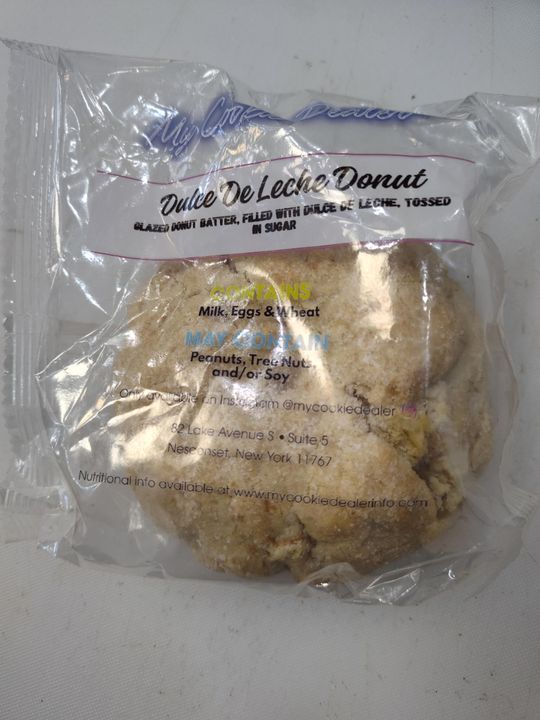 My Cookie Dealer
Dulce De Leche Donut
GLAZED DONUT BATTER, FILLED WITH DULCE DE LECHE, TOSSED
IN SUGAR
CONTAINS
Milk, Eggs & Wheat
MAY CONTAIN
Peanuts, Tree Nuts,
and/or Soy
Only available on Instagram @mycookiedealer
82 Lake Avenue S • Suite 5
Nesconset, New York 11767
Nutritional info available at www.mycookiedealerinfo.com